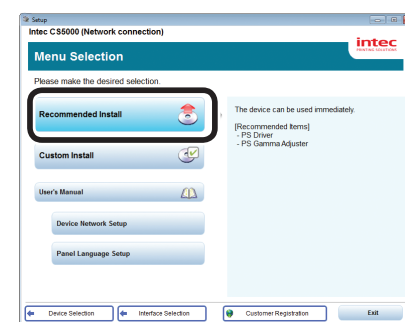 Setup
Intec CS5000 (Network connection)
intec
PRINTING SOLUTIONS
Menu Selection
Please make the desired selection.
Recommended Install
The device can be used immediately.
[Recommended Items]
- PS Driver
- PS Gamma Adjuster
Custom Install
User's Manual
Device Network Setup
Panel Language Setup
Device Selection
Interface Selection
Customer Registration
Exit